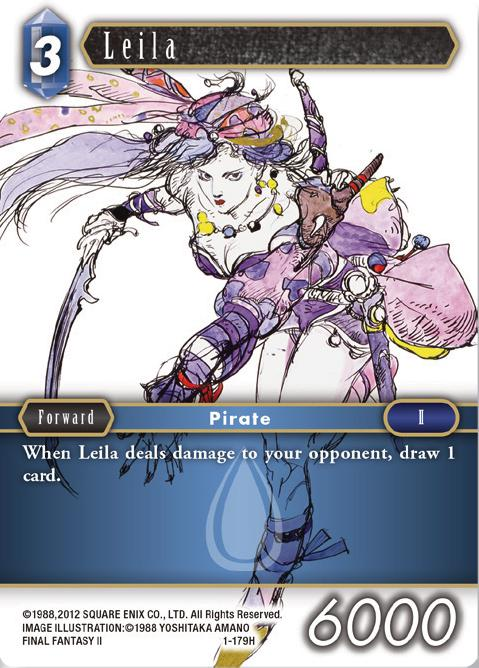 3
Leila
Forward
Pirate
II
When Leila deals damage to your opponent, draw 1
card.
©1988,2012 SQUARE ENIX CO., LTD. All Rights Reserved.
IMAGE ILLUSTRATION:©1988 YOSHITAKA AMANO
FINAL FANTASY II
1-179H
6000